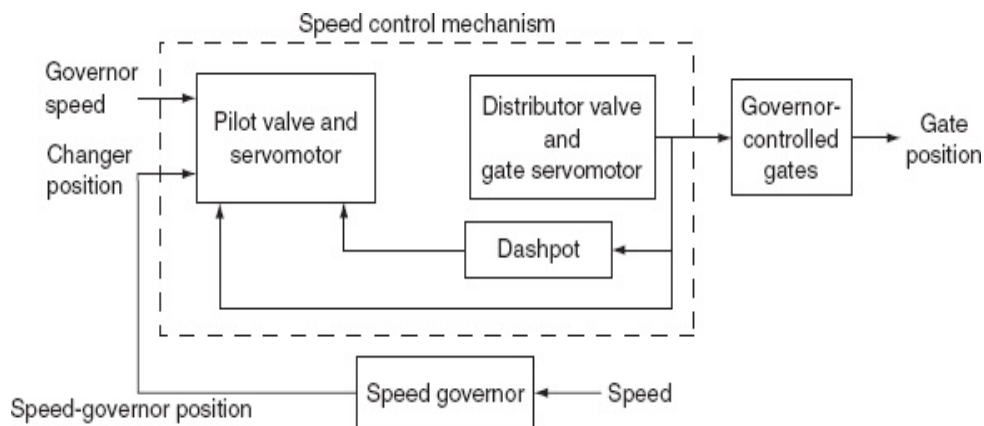 Speed control mechanism
Governor
speed
Changer
position
Pilot valve and
servomotor
Distributor valve
and
gate servomotor
Governor-
controlled
gates
Gate
position
Dashpot
Speed-governor position
Speed governor
Speed